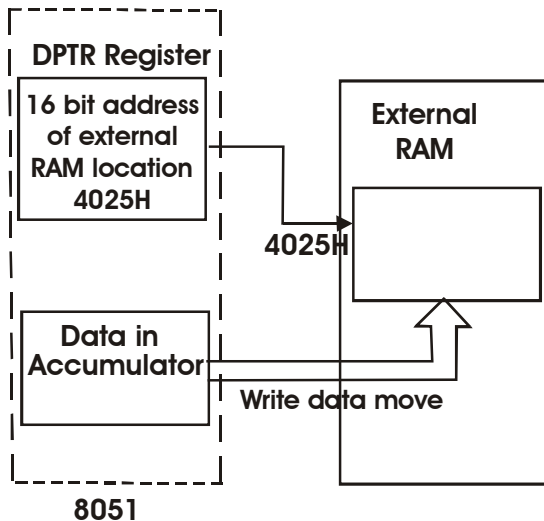 DPTR Register
16 bit address
of external
RAM location
4025H
External
RAM
4025H
Data in
Accumulator
Write data move
8051